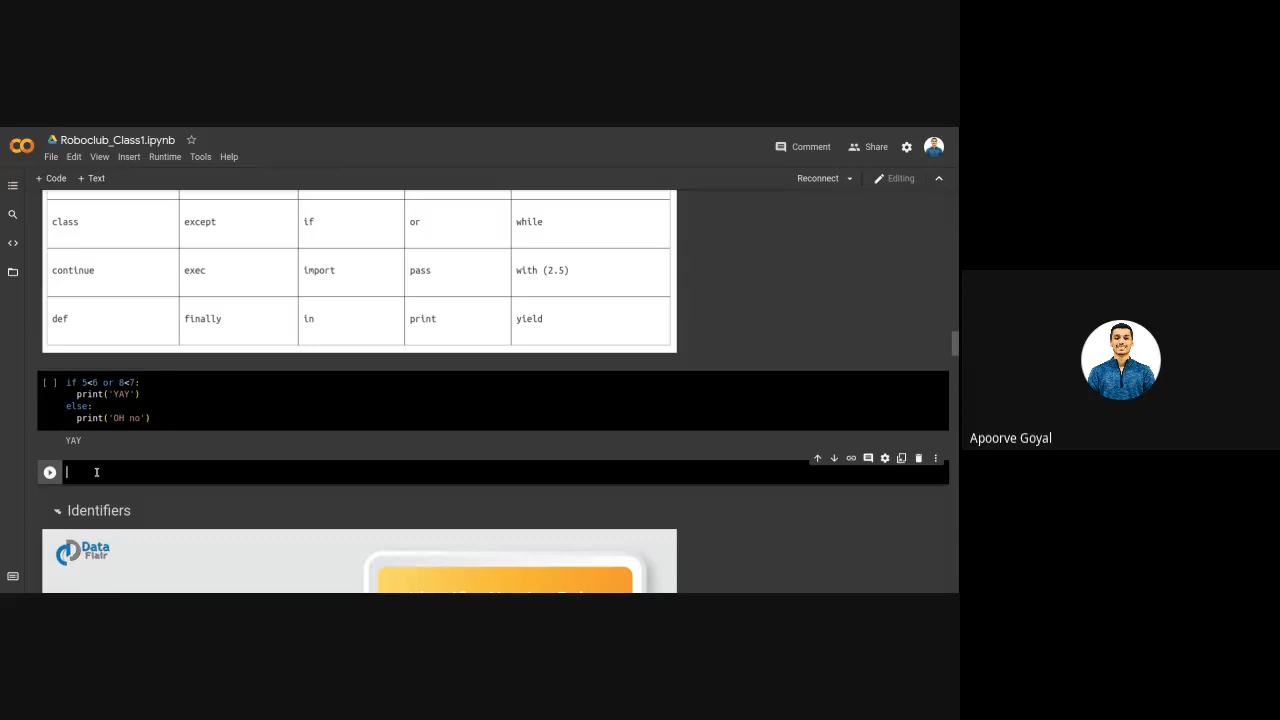 Roboclub_Class1.ipynb
File Edit View Insert Runtime Tools Help
Comment Share
+ Code + Text
Reconnect Editing
class except if or while
continue exec import pass with (2.5)
def finally in print yield
[ ] if 5<6 or 8<7:
print('YAY')
else:
print('OH no')
YAY
Identifiers
Data
Flair
Apoorve Goyal